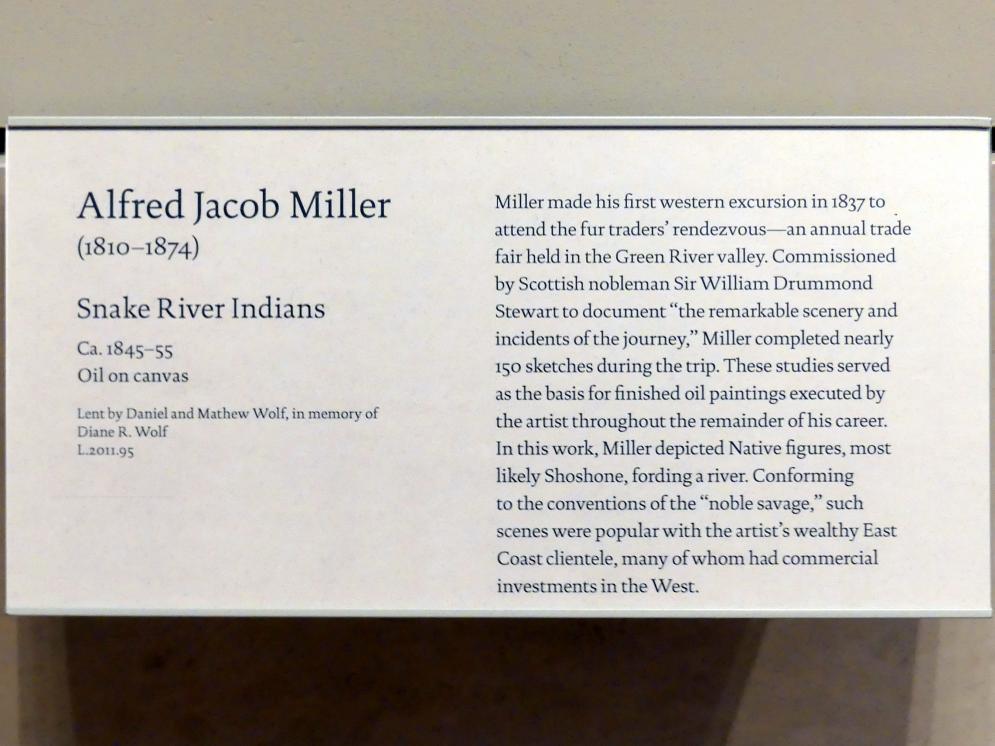 Alfred Jacob Miller
(1810–1874)
Snake River Indians
Ca. 1845–55
Oil on canvas
Lent by Daniel and Mathew Wolf, in memory of
Diane R. Wolf
L.2011.95
Miller made his first western excursion in 1837 to
attend the fur traders’ rendezvous—an annual trade
fair held in the Green River valley. Commissioned
by Scottish nobleman Sir William Drummond
Stewart to document “the remarkable scenery and
incidents of the journey,” Miller completed nearly
150 sketches during the trip. These studies served
as the basis for finished oil paintings executed by
the artist throughout the remainder of his career.
In this work, Miller depicted Native figures, most
likely Shoshone, fording a river. Conforming
to the conventions of the “noble savage,” such
scenes were popular with the artist’s wealthy East
Coast clientele, many of whom had commercial
investments in the West.